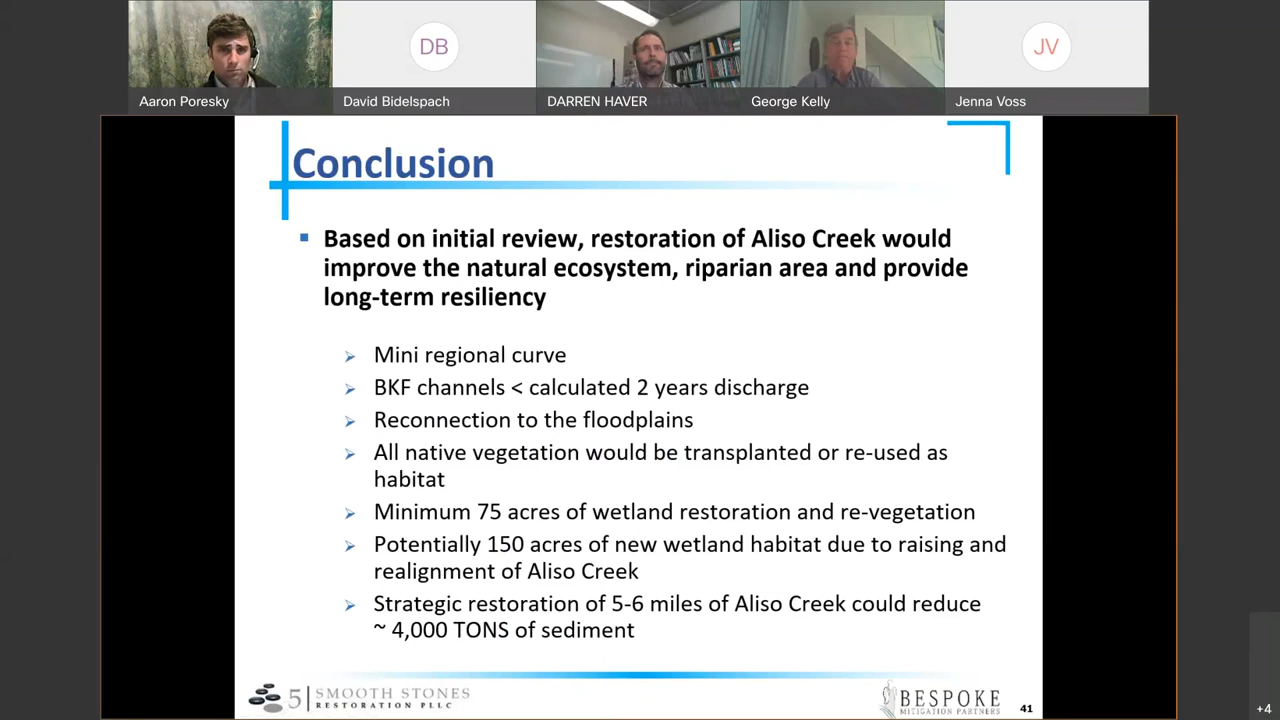 DB
JV
Aaron Poresky
David Bidelspach
DARREN HAVER
George Kelly
Jenna Voss
Conclusion
Based on initial review, restoration of Aliso Creek would
improve the natural ecosystem, riparian area and provide
long-term resiliency
Mini regional curve
BKF channels < calculated 2 years discharge
Reconnection to the floodplains
All native vegetation would be transplanted or re-used as
habitat
Minimum 75 acres of wetland restoration and re-vegetation
Potentially 150 acres of new wetland habitat due to raising and
realignment of Aliso Creek
Strategic restoration of 5-6 miles of Aliso Creek could reduce
~ 4,000 TONS of sediment
5 SMOOTH STONES
RESTORATION PLLC
BESPOKE
MITIGATION PARTNERS
41
+4